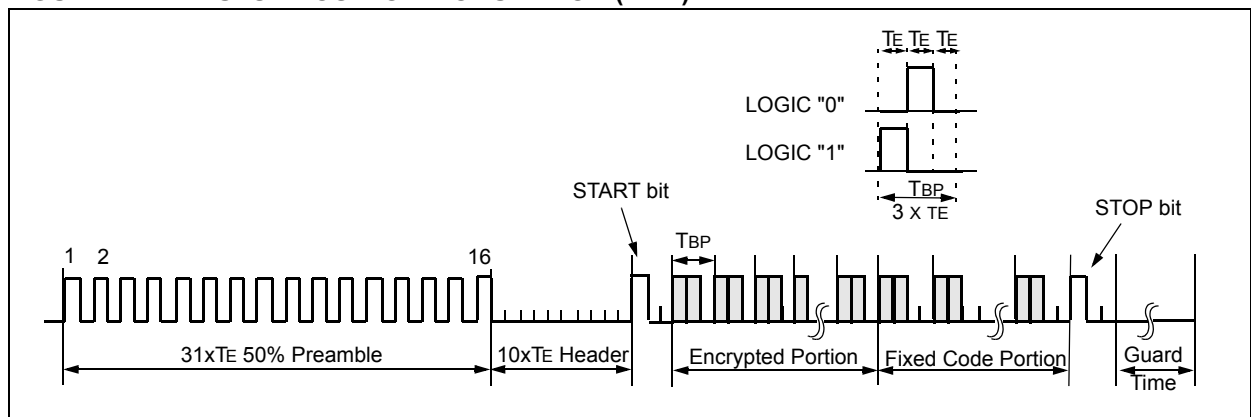 TE TE TE
LOGIC "0"
LOGIC "1"
TBP
3 X TE
START bit
STOP bit
1 2 16
TBP
31xTE 50% Preamble
10xTE Header
Encrypted Portion
Fixed Code Portion
Guard
Time